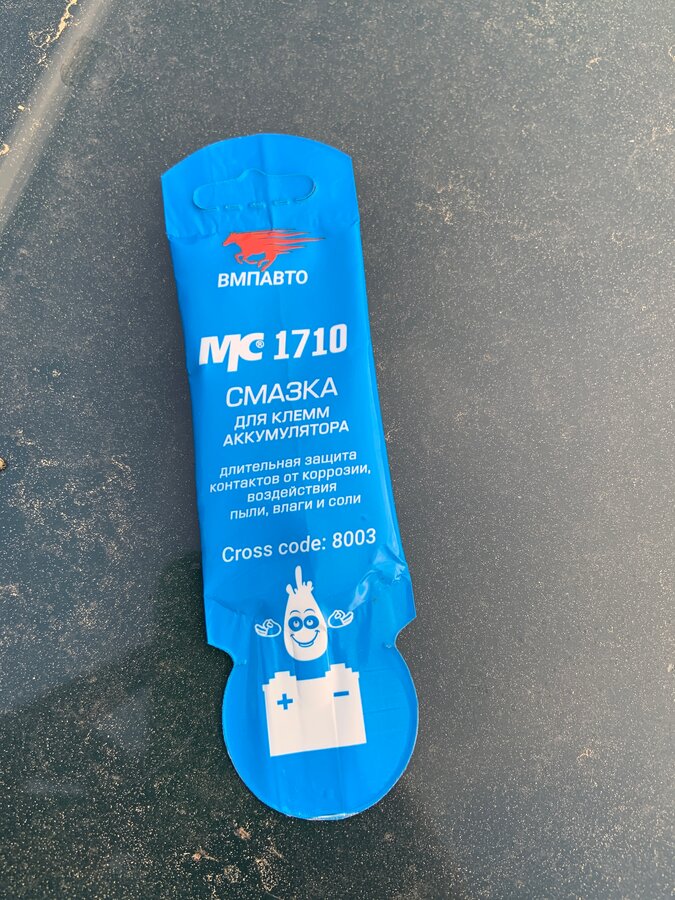 ВМПАВТО
МС® 1710
СМАЗКА
ДЛЯ КЛЕММ
АККУМУЛЯТОРА
ДЛИТЕЛЬНАЯ ЗАЩИТА
КОНТАКТОВ ОТ КОРРОЗИИ,
ВОЗДЕЙСТВИЯ
ПЫЛИ, ВЛАГИ И СОЛИ
Cross code: 8003
+ −